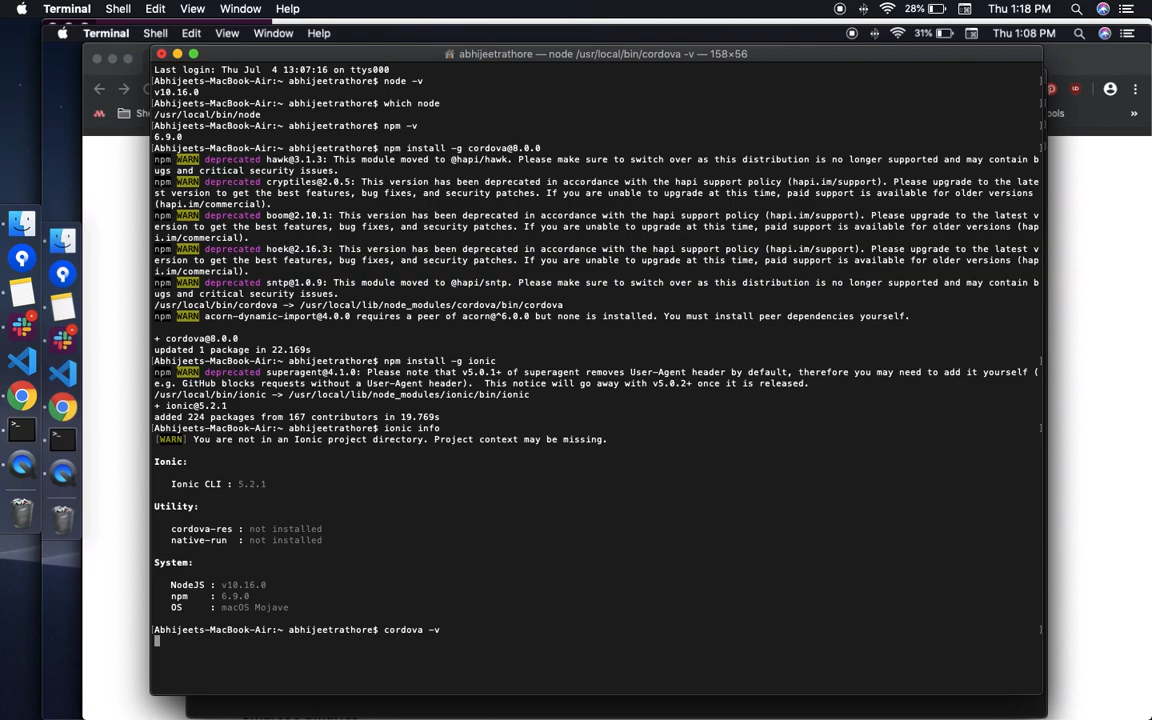 Terminal Shell Edit View Window Help 28% Thu 1:18 PM
Terminal Shell Edit View Window Help 31% Thu 1:08 PM
abhijeetrathore — node /usr/local/bin/cordova -v — 158×56
Last login: Thu Jul  4 13:07:16 on ttys000
[Abhijeets-MacBook-Air:~ abhijeetrathore$ node -v ]
v10.16.0
[Abhijeets-MacBook-Air:~ abhijeetrathore$ which node ]
/usr/local/bin/node
[Abhijeets-MacBook-Air:~ abhijeetrathore$ npm -v ]
6.9.0
[Abhijeets-MacBook-Air:~ abhijeetrathore$ npm install -g cordova@8.0.0 ]
npm WARN deprecated hawk@3.1.3: This module moved to @hapi/hawk. Please make sure to switch over as this distribution is no longer supported and may contain b
ugs and critical security issues.
npm WARN deprecated cryptiles@2.0.5: This version has been deprecated in accordance with the hapi support policy (hapi.im/support). Please upgrade to the late
st version to get the best features, bug fixes, and security patches. If you are unable to upgrade at this time, paid support is available for older versions
(hapi.im/commercial).
npm WARN deprecated boom@2.10.1: This version has been deprecated in accordance with the hapi support policy (hapi.im/support). Please upgrade to the latest v
ersion to get the best features, bug fixes, and security patches. If you are unable to upgrade at this time, paid support is available for older versions (hap
i.im/commercial).
npm WARN deprecated hoek@2.16.3: This version has been deprecated in accordance with the hapi support policy (hapi.im/support). Please upgrade to the latest v
ersion to get the best features, bug fixes, and security patches. If you are unable to upgrade at this time, paid support is available for older versions (hap
i.im/commercial).
npm WARN deprecated sntp@1.0.9: This module moved to @hapi/sntp. Please make sure to switch over as this distribution is no longer supported and may contain b
ugs and critical security issues.
/usr/local/bin/cordova -> /usr/local/lib/node_modules/cordova/bin/cordova
npm WARN acorn-dynamic-import@4.0.0 requires a peer of acorn@^6.0.0 but none is installed. You must install peer dependencies yourself.
+ cordova@8.0.0
updated 1 package in 22.169s
[Abhijeets-MacBook-Air:~ abhijeetrathore$ npm install -g ionic ]
npm WARN deprecated superagent@4.1.0: Please note that v5.0.1+ of superagent removes User-Agent header by default, therefore you may need to add it yourself (
e.g. GitHub blocks requests without a User-Agent header).  This notice will go away with v5.0.2+ once it is released.
/usr/local/bin/ionic -> /usr/local/lib/node_modules/ionic/bin/ionic
+ ionic@5.2.1
added 224 packages from 167 contributors in 19.769s
[Abhijeets-MacBook-Air:~ abhijeetrathore$ ionic info ]
[WARN] You are not in an Ionic project directory. Project context may be missing.
Ionic:
Ionic CLI : 5.2.1
Utility:
cordova-res : not installed
native-run : not installed
System:
NodeJS : v10.16.0
npm : 6.9.0
OS : macOS Mojave
[Abhijeets-MacBook-Air:~ abhijeetrathore$ cordova -v ]